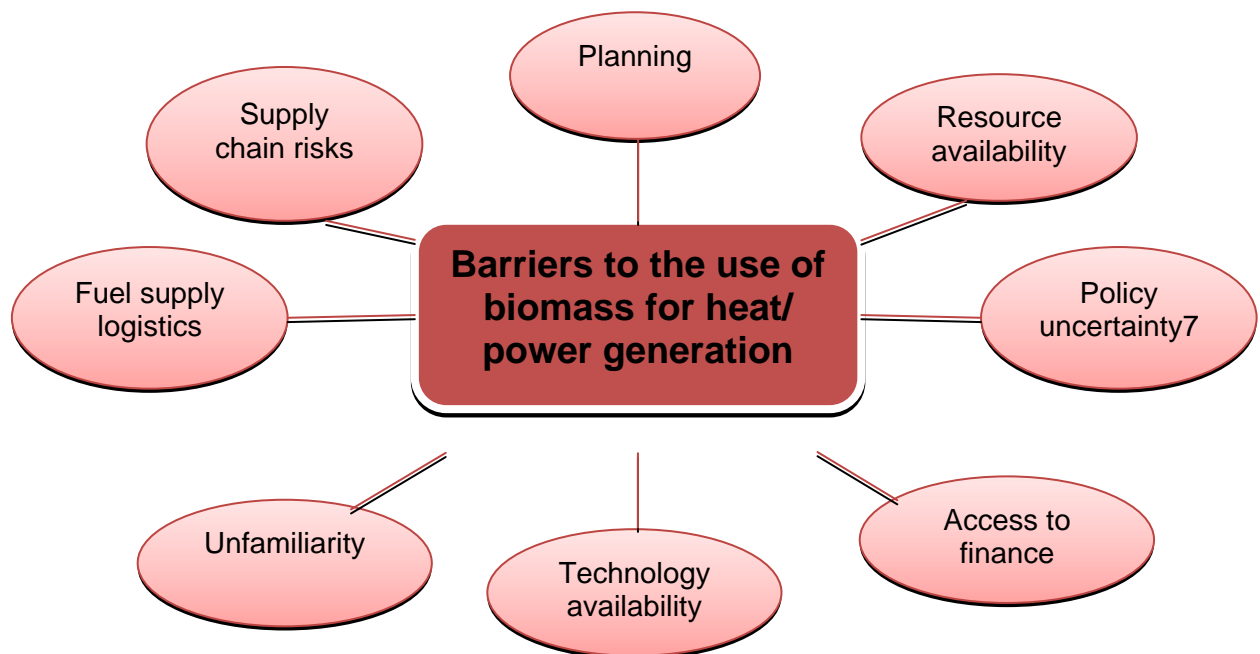 Planning
Supply
chain risks
Resource
availability
Barriers to the use of
biomass for heat/
power generation
Fuel supply
logistics
Policy
uncertainty7
Unfamiliarity
Technology
availability
Access to
finance